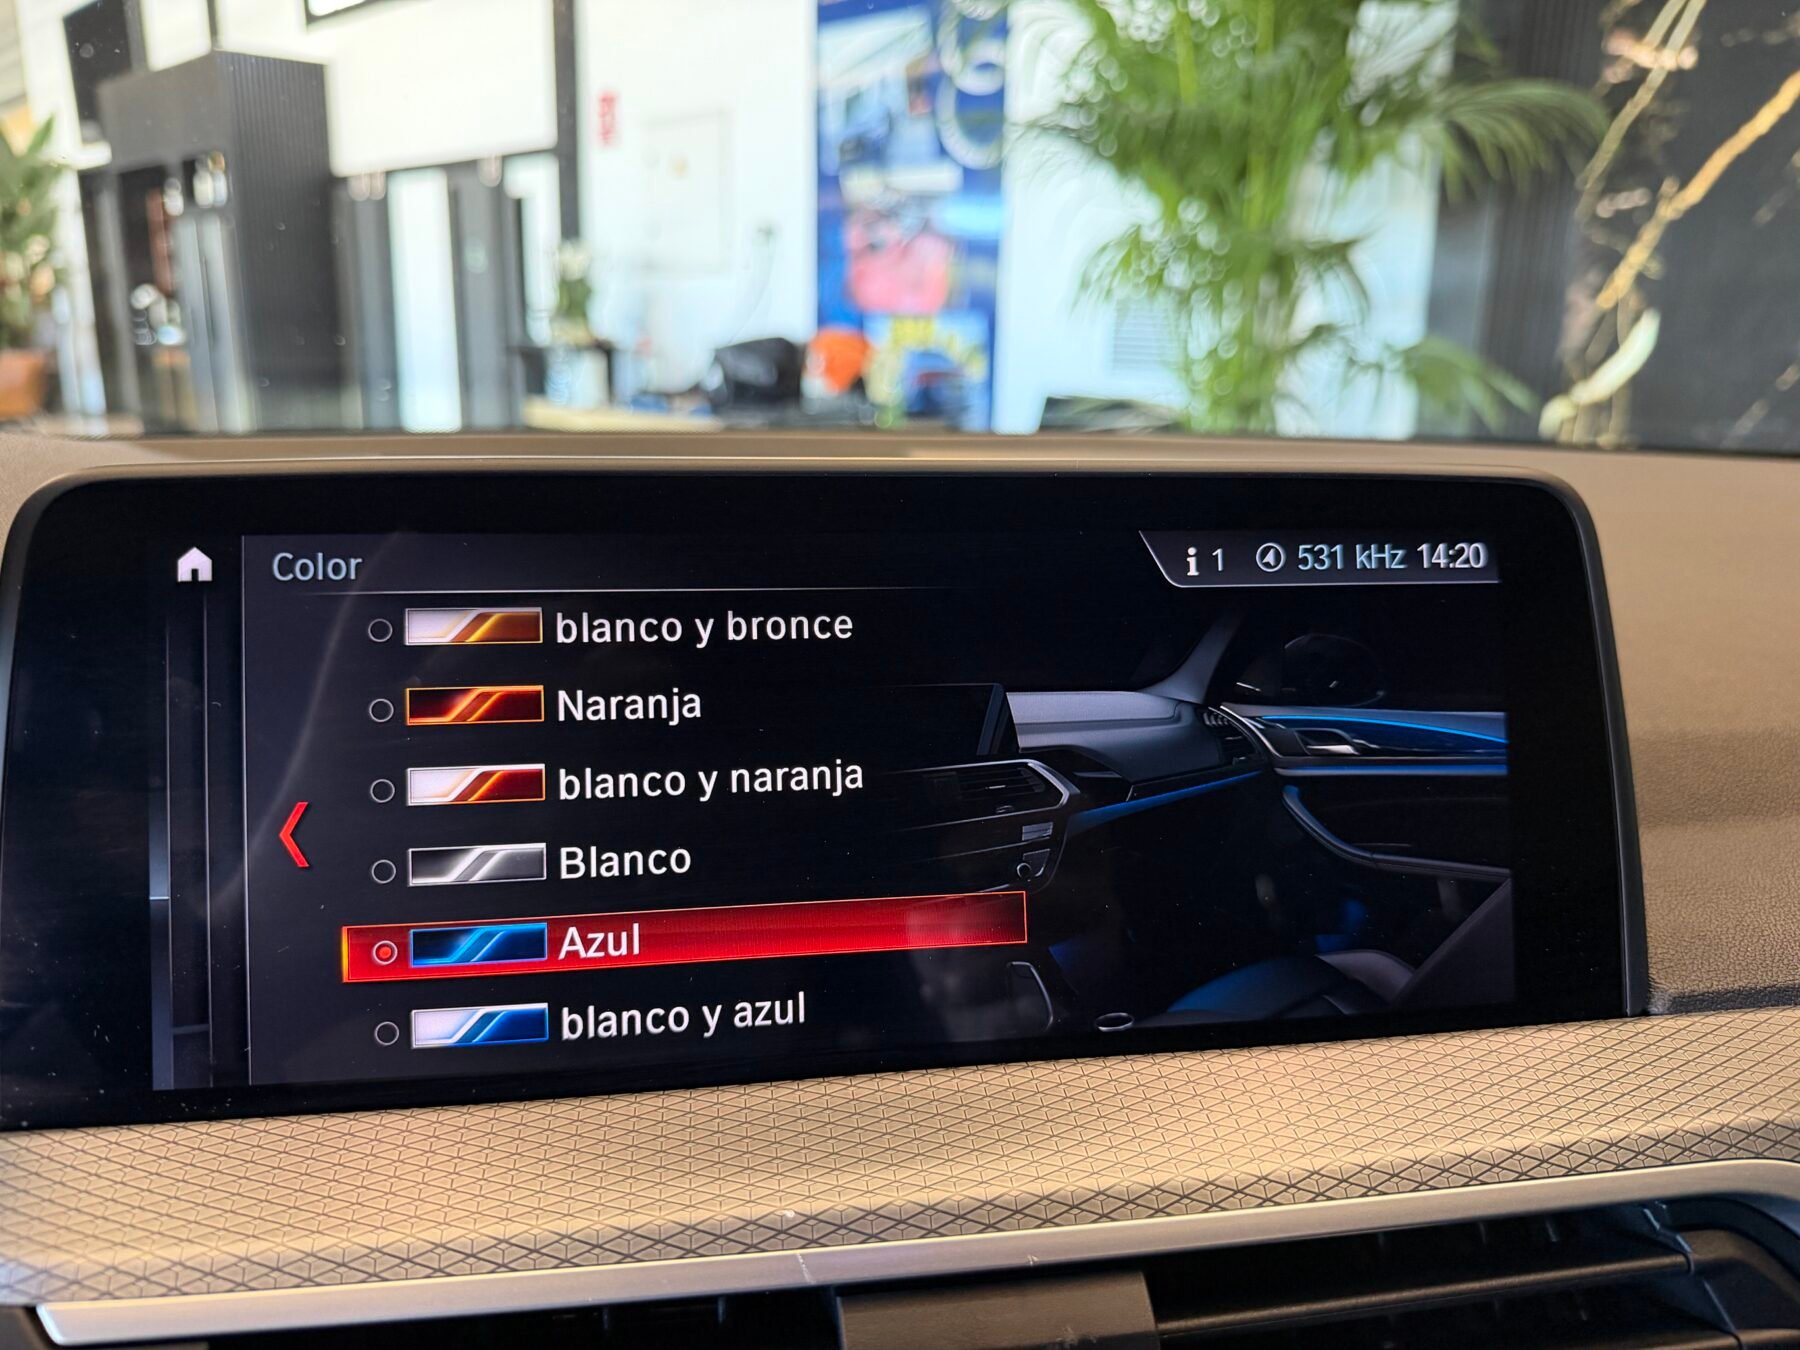 Color
i 1 531 kHz 14:20
blanco y bronce
Naranja
blanco y naranja
Blanco
Azul
blanco y azul